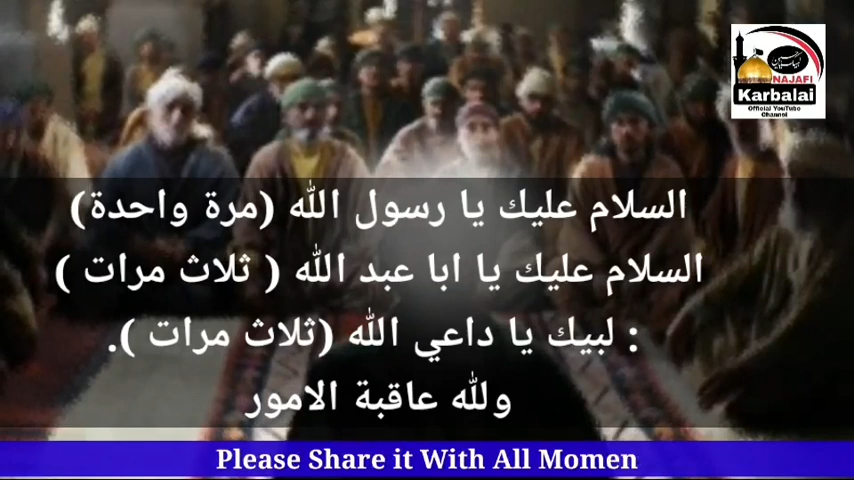 NAJAFI
Karbalai
Official YouTube
Channel
السلام عليك يا رسول الله (مرة واحدة)
السلام عليك يا ابا عبد الله ( ثلاث مرات )
: لبيك يا داعي الله (ثلاث مرات ).
ولله عاقبة الامور
Please Share it With All Momen